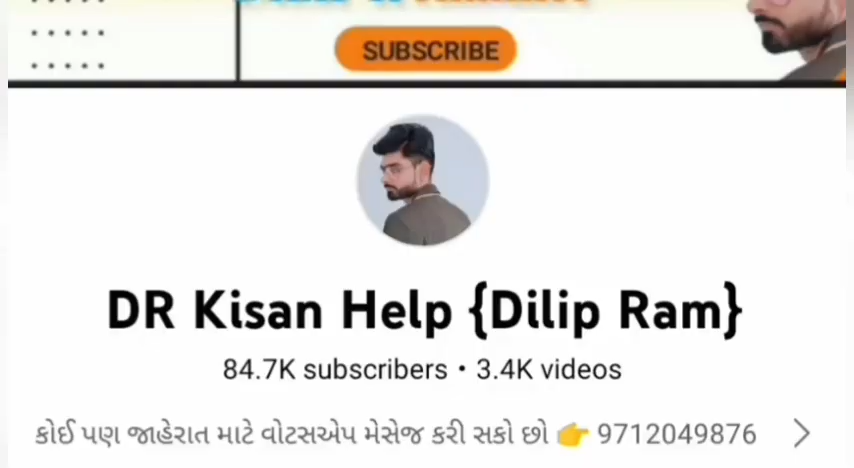 SUBSCRIBE
DR Kisan Help {Dilip Ram}
84.7K subscribers • 3.4K videos
કોઈ પણ જાહેરાત માટે વોટસએપ મેસેજ કરી સકો છો 👉 9712049876